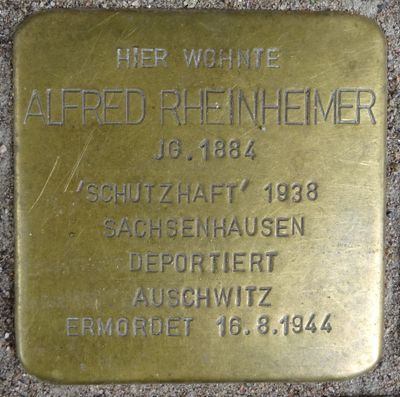 HIER WOHNTE
ALFRED RHEINHEIMER
JG. 1884
'SCHUTZHAFT' 1938
SACHSENHAUSEN
DEPORTIERT
AUSCHWITZ
ERMORDET 16.8.1944